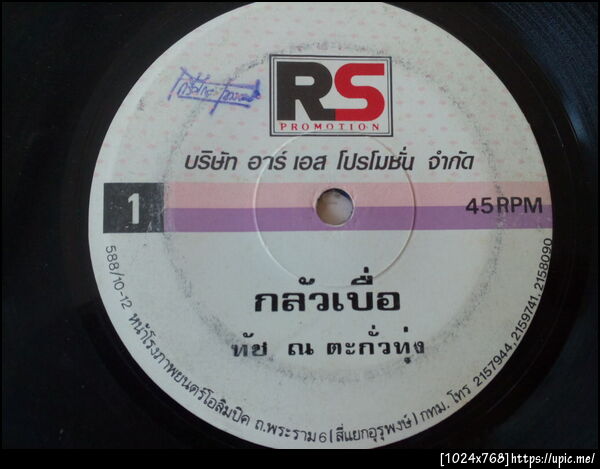 RS
PROMOTION
บริษัท อาร์ เอส โปรโมชั่น จำกัด
1
45RPM
กลัวเบื่อ
ทัช ณ ตะกั่วทุ่ง
588/10-12 หน้าโรงภาพยนตร์โอลิมปิค ถ.พระราม 6 (สี่แยกอุรุพงษ์) กทม. โทร 2157944, 2159741, 2158090
[1024x768]https://upic.me/